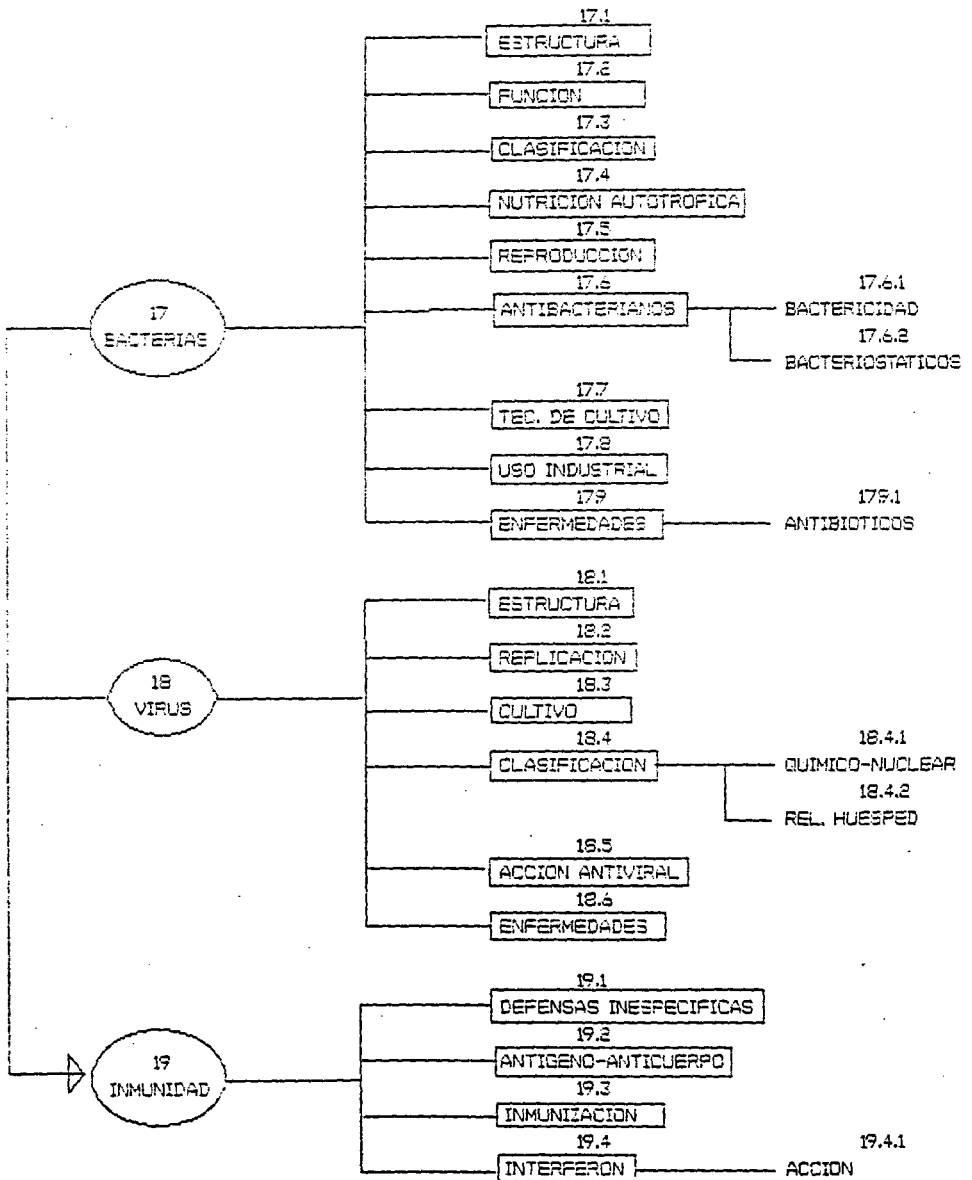 17.1
ESTRUCTURA
17.2
FUNCION
17.3
CLASIFICACION
17.4
NUTRICION AUTOTROFICA
17.5
REPRODUCCION
17.6
ANTIBACTERIANOS
17.6.1
BACTERICIDAD
17.6.2
BACTERIOSTATICOS
17
BACTERIAS
17.7
TEC. DE CULTIVO
17.8
USO INDUSTRIAL
179
ENFERMEDADES
179.1
ANTIBIOTICOS
18.1
ESTRUCTURA
18.2
REPLICACION
18
VIRUS
18.3
CULTIVO
18.4
CLASIFICACION
18.4.1
QUIMICO-NUCLEAR
18.4.2
REL. HUESPED
18.5
ACCION ANTIVIRAL
18.6
ENFERMEDADES
19.1
DEFENSAS INESPECIFICAS
19.2
ANTIGENO-ANTICUERPO
19
INMUNIDAD
19.3
INMUNIZACION
19.4
INTERFERON
19.4.1
ACCION